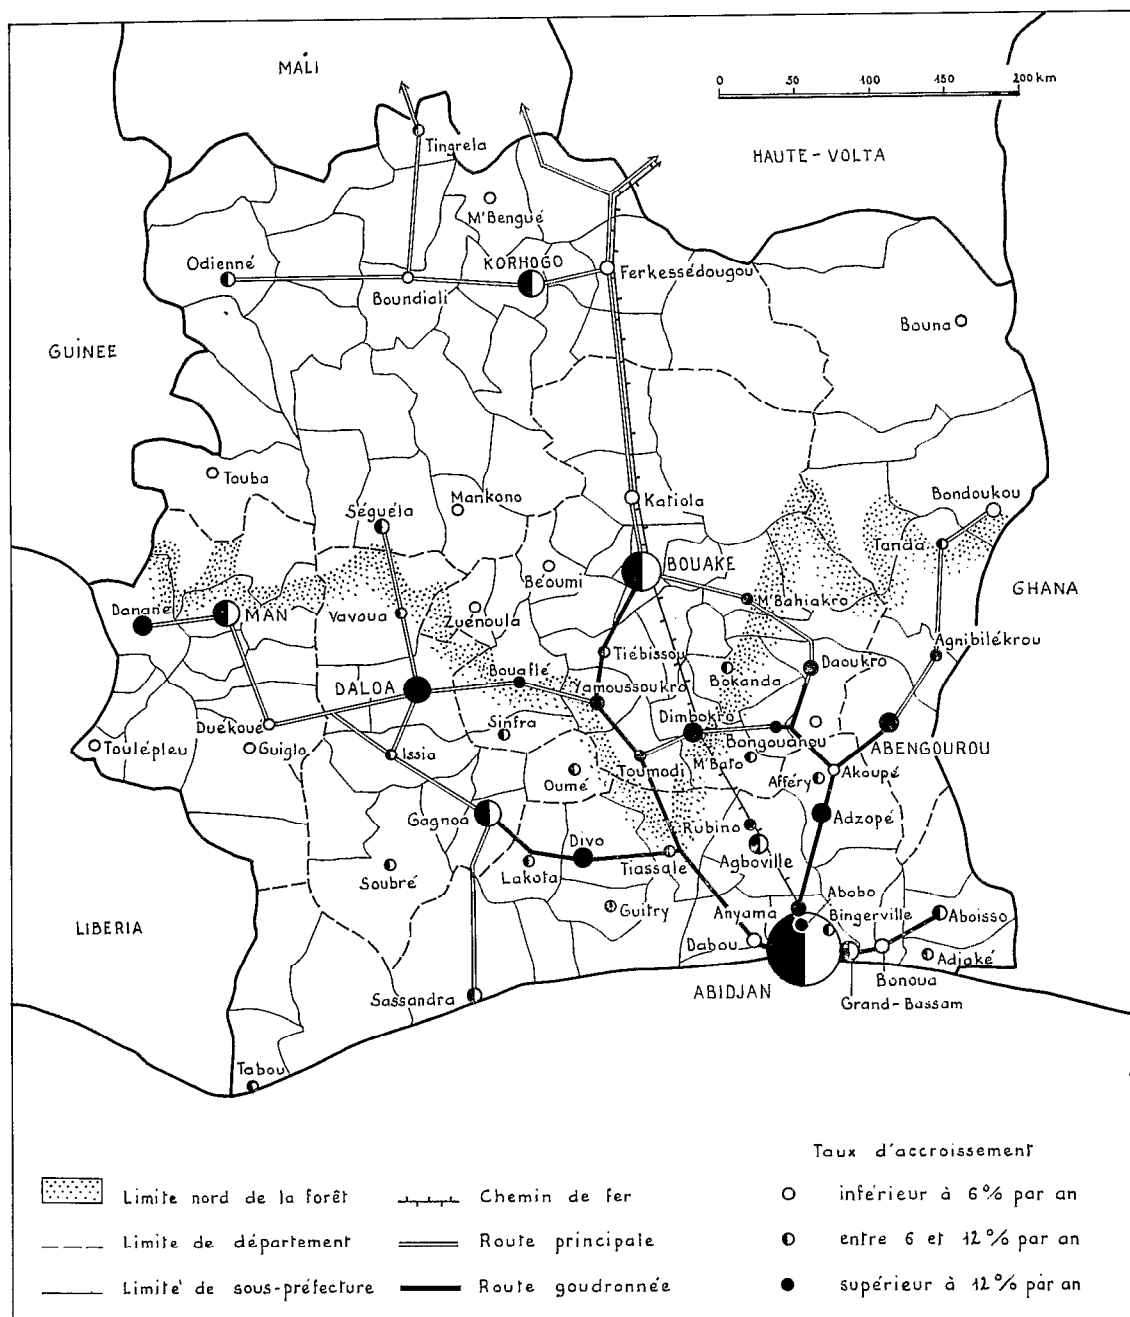 MÁLI
0 50 100 150 200 km
Tingrela
HAUTE-VOLTA
M'Bengué
Odienné
KORHOGO
Ferkessédougou
Boundiali
Bouna
GUINEE
Touba
Mankono
Katiola
Bondoukou
Séguéla
Tanda
BOUAKE
Béoumi
GHANA
Danané
MAN
Vavoua
Zuénoula
M'Bahiakro
Tiébissou
Agnibilékrou
Bouaflé
Bokanda
Daoukro
DALOA
Yamoussoukro
Dimbokro
Duékoué
Sinfra
Bongouanou
ABENGOUROU
Toulépleu
Guiglo
Issia
Toumodi
M'Bato
Akoupé
Oumé
Afféry
Gagnoa
Rubino
Adzopé
Divo
Agboville
Soubré
Lakota
Tiassale
Abobo
Guitry
Anyama
Bingerville
Aboisso
LIBERIA
Dabou
Adiaké
Bonoua
Sassandra
ABIDJAN
Grand-Bassam
Tabou
Taux d'accroissement
Limite nord de la forêt
Chemin de fer
inférieur à 6% par an
Limite de département
Route principale
entre 6 et 12% par an
Limite de sous-préfecture
Route goudronnée
supérieur à 12% par an